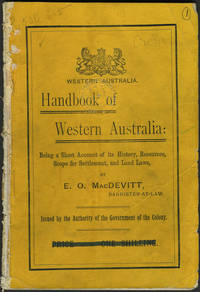 WESTERN AUSTRALIA.
Handbook of
Western Australia:
Being a Short Account of its History, Resources,
Scope for Settlement, and Land Laws,
BY
E. O. MACDEVITT,
BARRISTER-AT-LAW.
Issued by the Authority of the Government of the Colony.
PRICE ONE SHILLING.